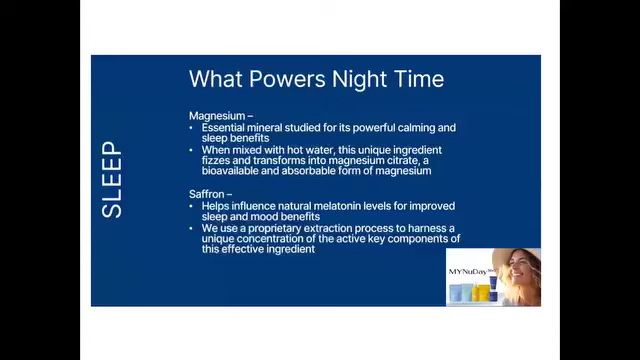 What Powers Night Time
SLEEP
Magnesium –
• Essential mineral studied for its powerful calming and
sleep benefits
• When mixed with hot water, this unique ingredient
fizzes and transforms into magnesium citrate, a
bioavailable and absorbable form of magnesium
Saffron –
• Helps influence natural melatonin levels for improved
sleep and mood benefits
• We use a proprietary extraction process to harness a
unique concentration of the active key components of
this effective ingredient
MYNuDay